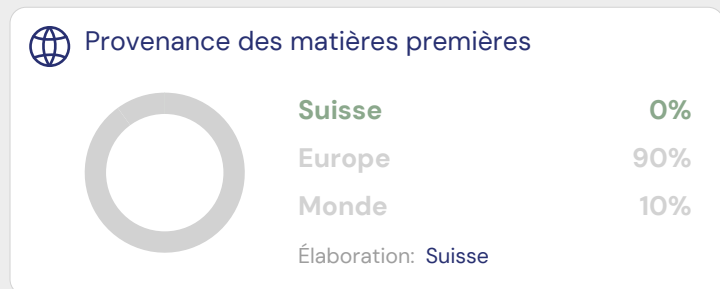 Provenance des matières premières
Suisse 0%
Europe 90%
Monde 10%
Élaboration: Suisse